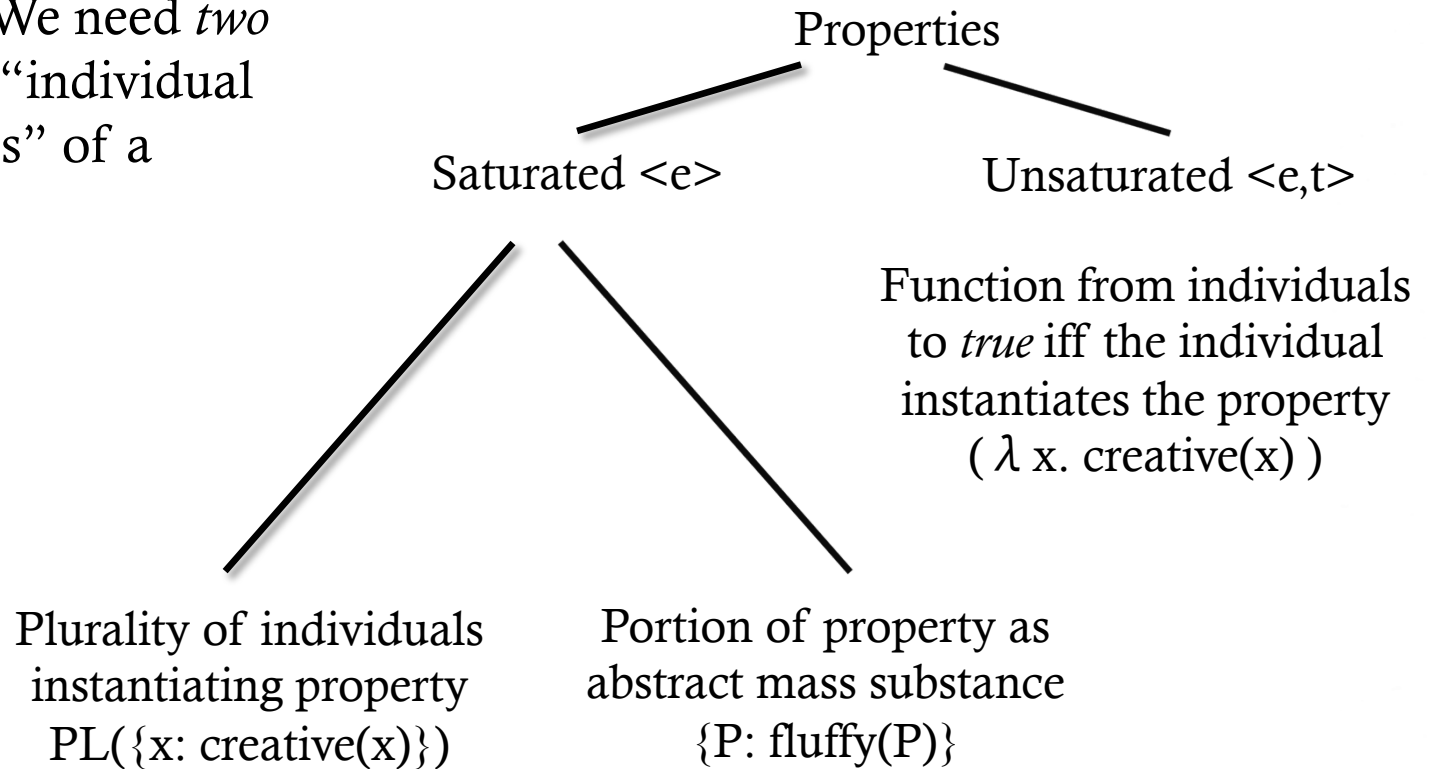 We need two
“individual
s” of a
Properties
Saturated <e>
Unsaturated <e,t>
Function from individuals
to true iff the individual
instantiates the property
( λ x. creative(x) )
Plurality of individuals
instantiating property
PL({x: creative(x)})
Portion of property as
abstract mass substance
{P: fluffy(P)}